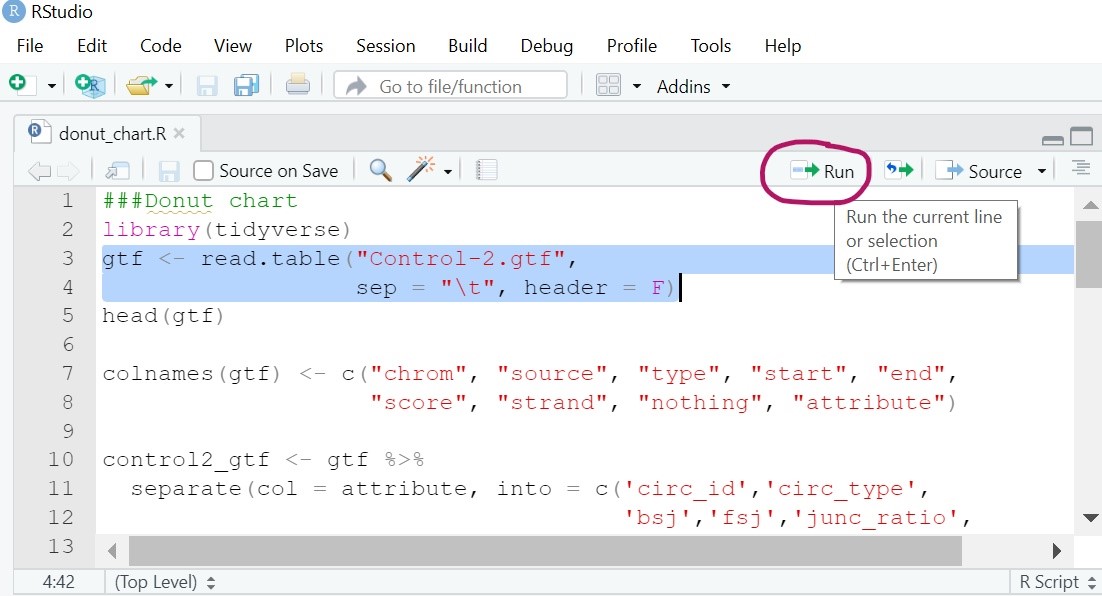 RStudio
File Edit Code View Plots Session Build Debug Profile Tools Help
Go to file/function Addins
donut_chart.R
Source on Save Run Source
Run the current line
or selection
(Ctrl+Enter)
1 ###Donut chart
2 library(tidyverse)
3 gtf <- read.table("Control-2.gtf",
4 sep = "\t", header = F)
5 head(gtf)
6
7 colnames(gtf) <- c("chrom", "source", "type", "start", "end",
8 "score", "strand", "nothing", "attribute")
9
10 control2_gtf <- gtf %>%
11 separate(col = attribute, into = c('circ_id','circ_type',
12 'bsj','fsj','junc_ratio',
13
4:42 (Top Level) R Script